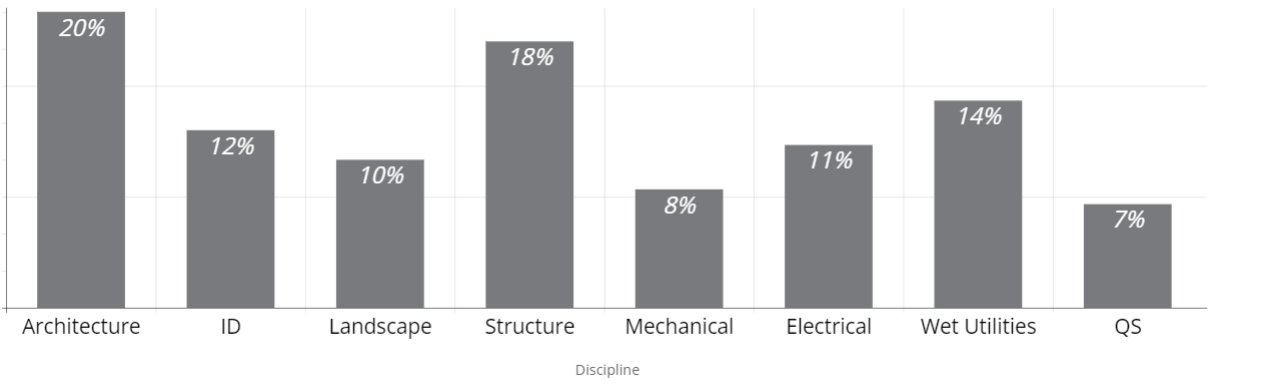 20%
12%
10%
18%
8%
11%
14%
7%
Architecture
ID
Landscape
Structure
Mechanical
Electrical
Wet Utilities
QS
Discipline